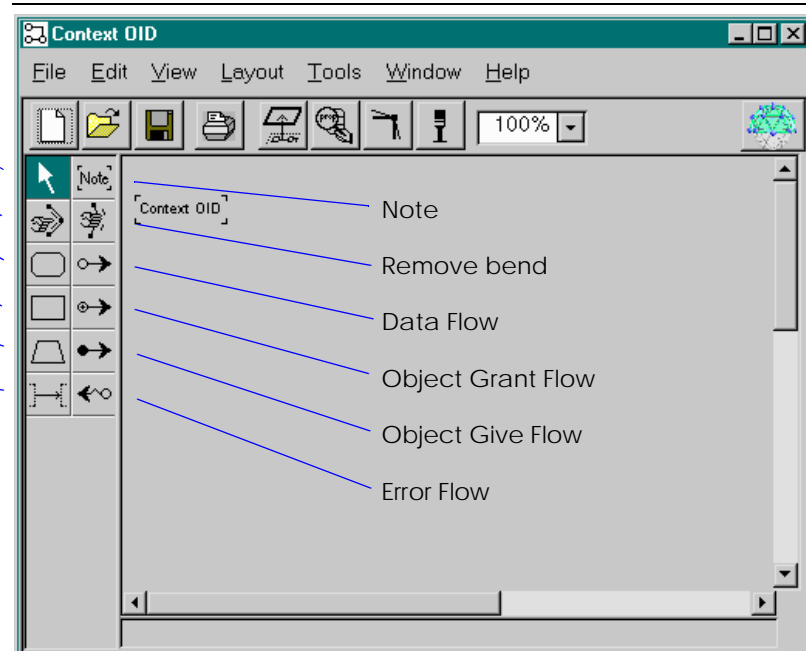 Context OID
File Edit View Layout Tools Window Help
100%
[Note]
[Context OID]
Note
Remove bend
Data Flow
Object Grant Flow
Object Give Flow
Error Flow